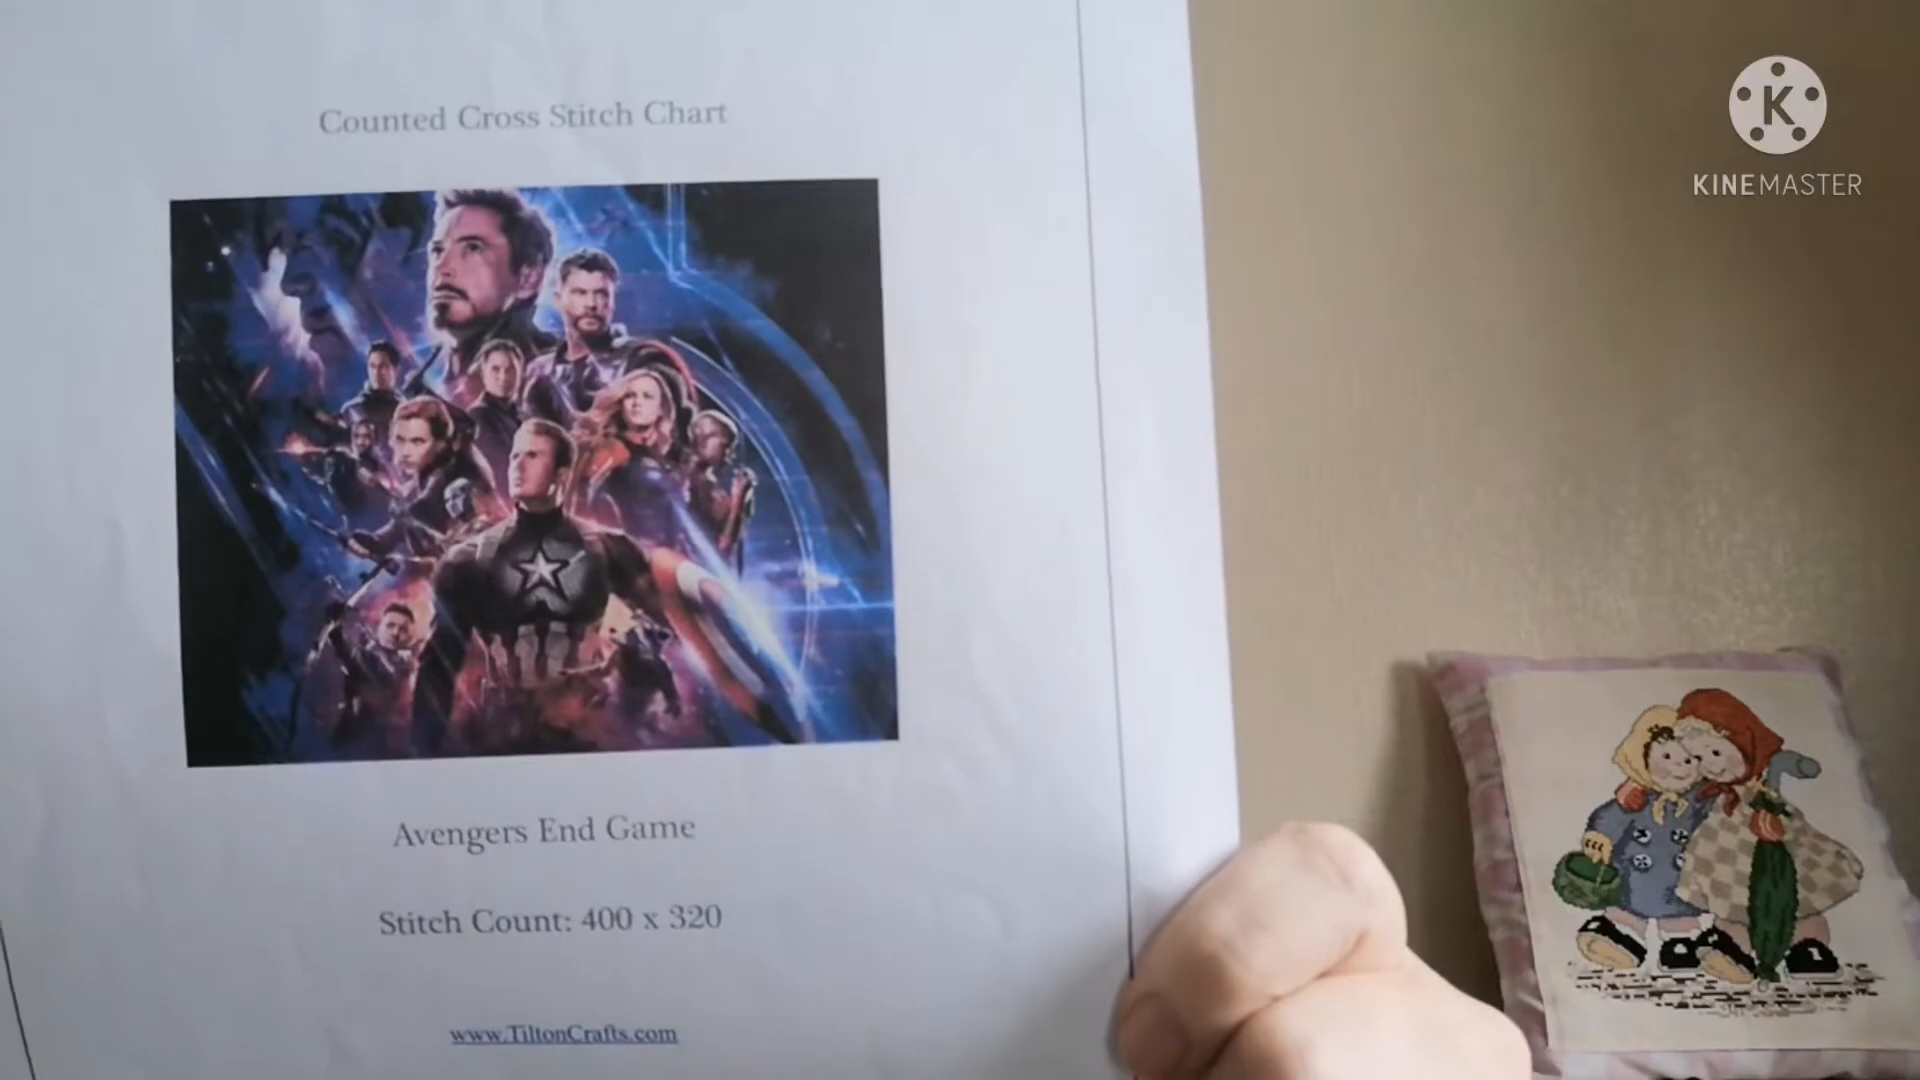 Counted Cross Stitch Chart
K
KINEMASTER
Avengers End Game
Stitch Count: 400 x 320
www.TiltonCrafts.com